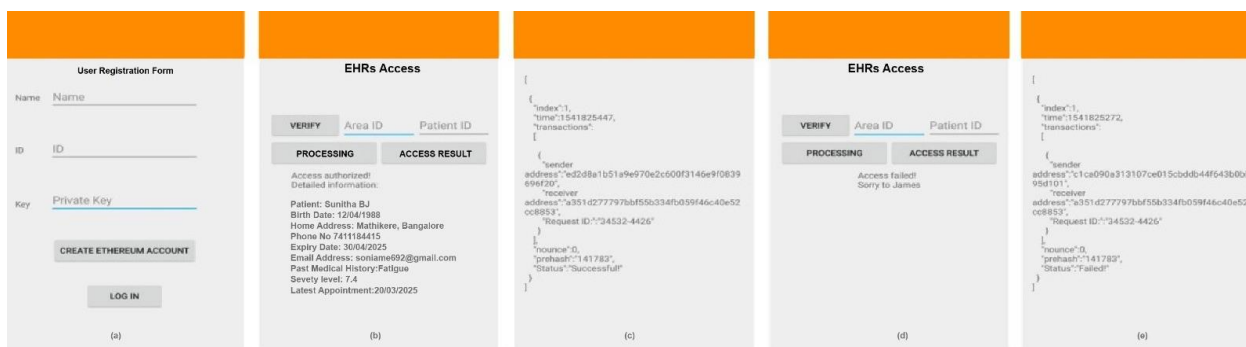 User Registration Form
Name Name
ID ID
Key Private Key
CREATE ETHEREUM ACCOUNT
LOG IN
(a)
EHRs Access
VERIFY Area ID Patient ID
PROCESSING ACCESS RESULT
Access authorized!
Detailed information:
Patient: Sunitha BJ
Birth Date: 12/04/1988
Home Address: Mathikere, Bangalore
Phone No 7411184415
Expiry Date: 30/04/2025
Email Address: soniame692@gmail.com
Past Medical History:Fatigue
Sevety level: 7.4
Latest Appointment:20/03/2025
(b)
[
{
"index":1,
"time":1541825447,
"transactions":
[
{
"sender
address":"ed2d8a1b51a9e970e2c600f3146e9f0839
696f20",
"receiver
address":"a351d277797bbf55b334fb059f46c40e52
cc8853",
"Request ID:":"34532-4426"
}
],
"nounce":0,
"prehash":"141783",
"Status":"Successful!"
}
]
(c)
EHRs Access
VERIFY Area ID Patient ID
PROCESSING ACCESS RESULT
Access failed!
Sorry to James
(d)
[
{
"index":1,
"time":1541825272,
"transactions":
[
{
"sender
address":"c1ca090a313107ce015cbddb44f643b0b
95d101",
"receiver
address":"a351d277797bbf55b334fb059f46c40e52
cc8853",
"Request ID:":"34532-4426"
}
],
"nounce":0,
"prehash":"141783",
"Status":"Failed!"
}
]
(e)